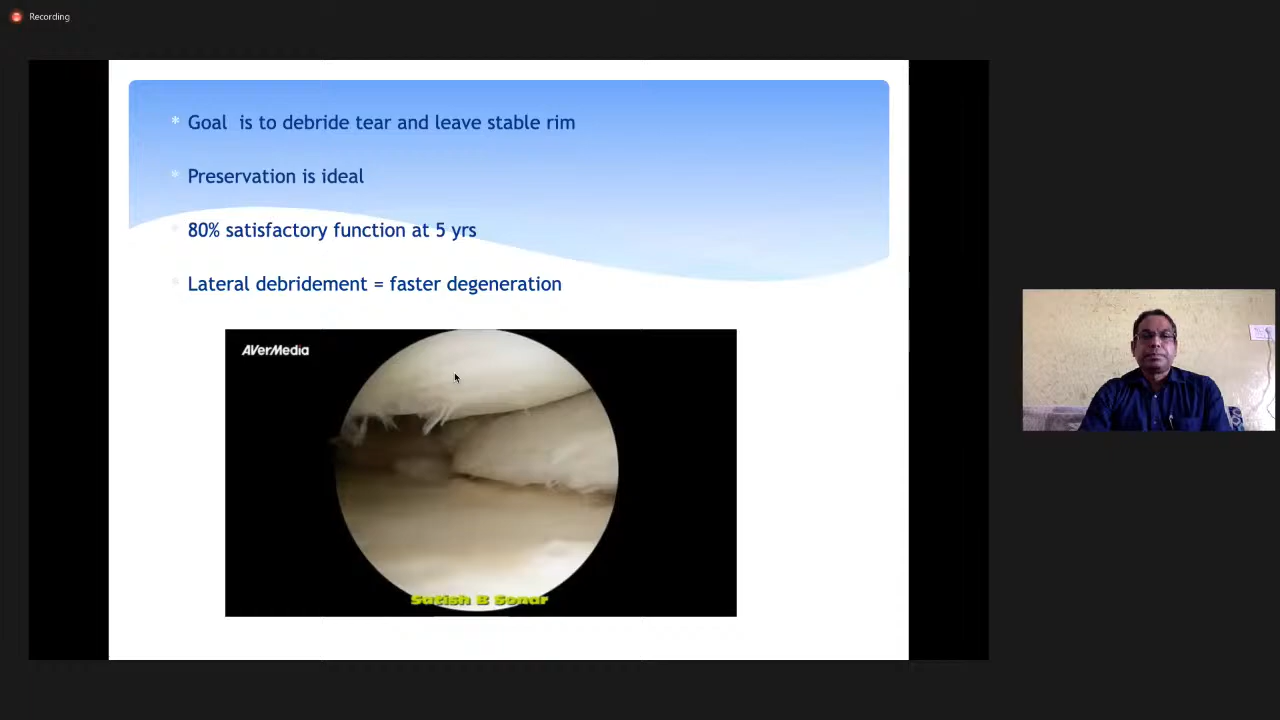 Recording
* Goal is to debride tear and leave stable rim
* Preservation is ideal
* 80% satisfactory function at 5 yrs
* Lateral debridement = faster degeneration
AVerMedia
Satish B Sonar